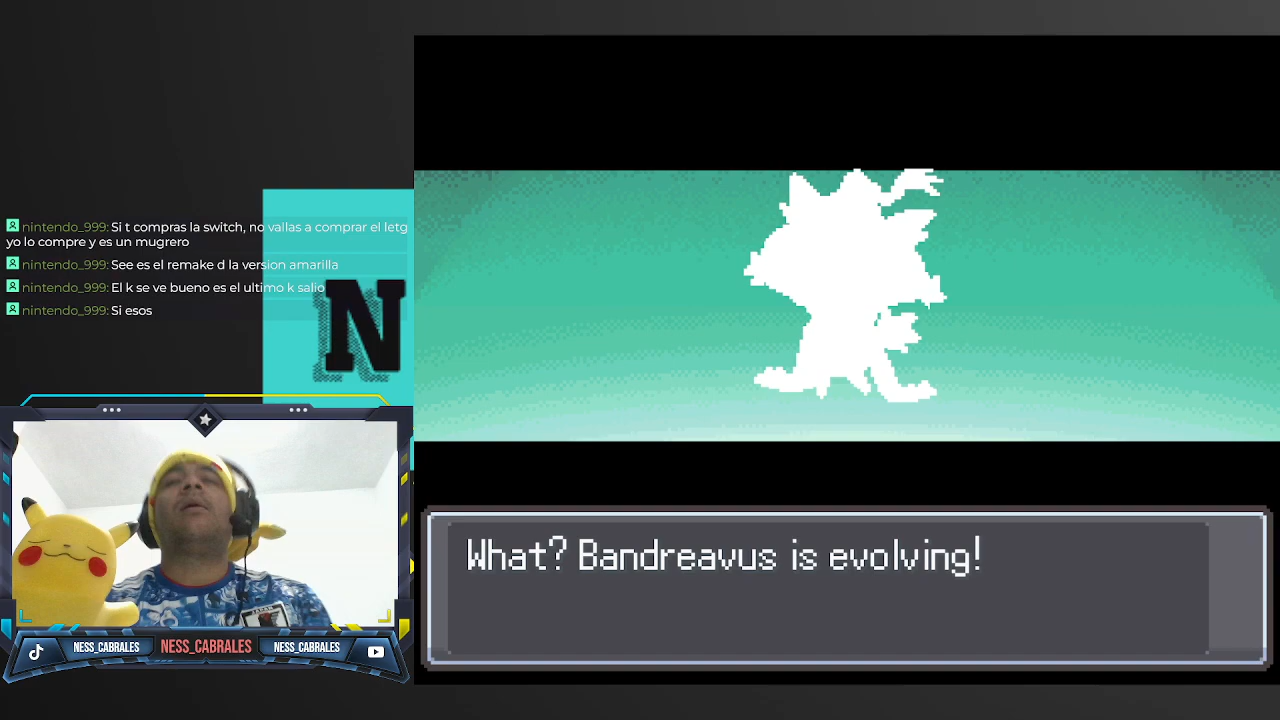 nintendo_999: Si t compras la switch, no vallas a comprar el letg
yo lo compre y es un mugrero
nintendo_999: See es el remake d la version amarilla
nintendo_999: El k se ve bueno es el ultimo k salio
nintendo_999: Si esos
N
JAPAN
NESS_CABRALES NESS_CABRALES NESS_CABRALES
What? Bandreavus is evolving!